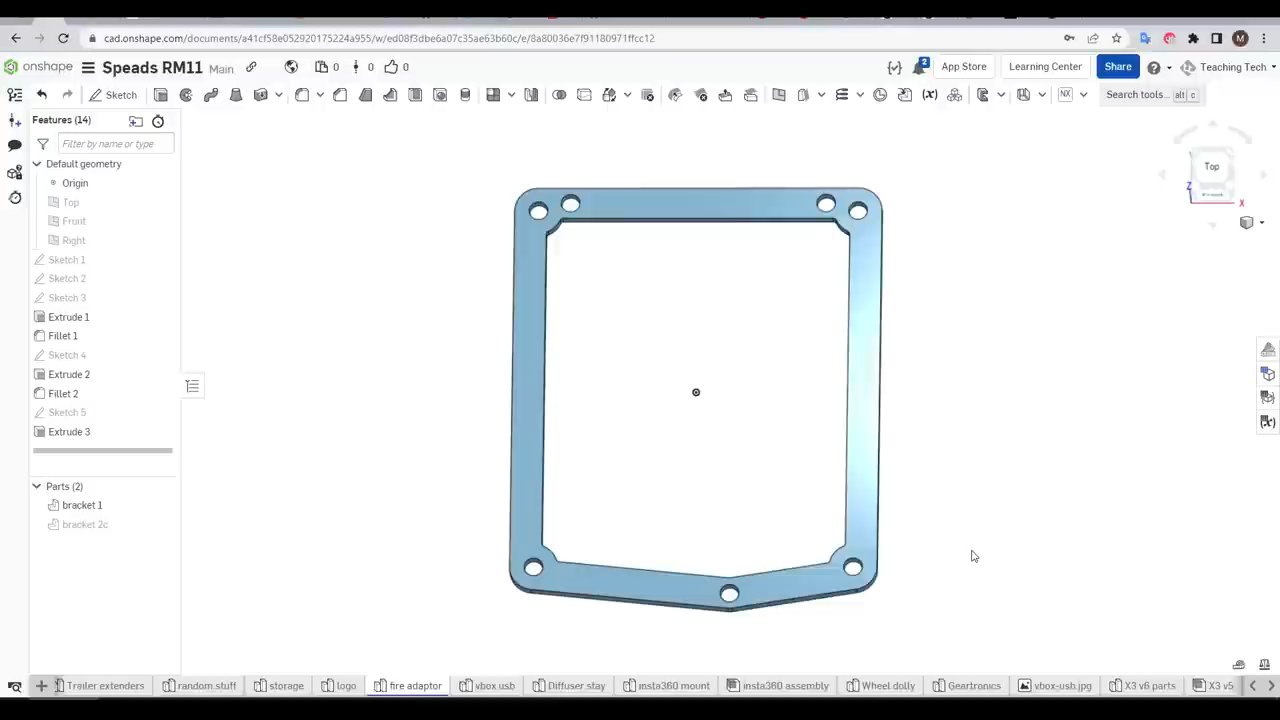 cad.onshape.com/documents/a41cf58e052920175224a955/w/ed08f3dbe6a07c35ae63b60c/e/8a80036e7f91180971ffcc12
M
onshape
Speads RM11
Main
0
0
0
2
App Store
Learning Center
Share
Teaching Tech
Sketch
(x)
NX
Search tools...
alt
c
Features (14)
Filter by name or type
Default geometry
Origin
Top
Front
Right
Sketch 1
Sketch 2
Sketch 3
Extrude 1
Fillet 1
Sketch 4
Extrude 2
Fillet 2
Sketch 5
Extrude 3
Parts (2)
bracket 1
bracket 2c
Top
Z
X
(x)
Trailer extenders
random stuff
storage
logo
fire adaptor
vbox usb
Diffuser stay
insta360 mount
insta360 assembly
Wheel dolly
Geartronics
vbox-usb.jpg
X3 v6 parts
X3 v5